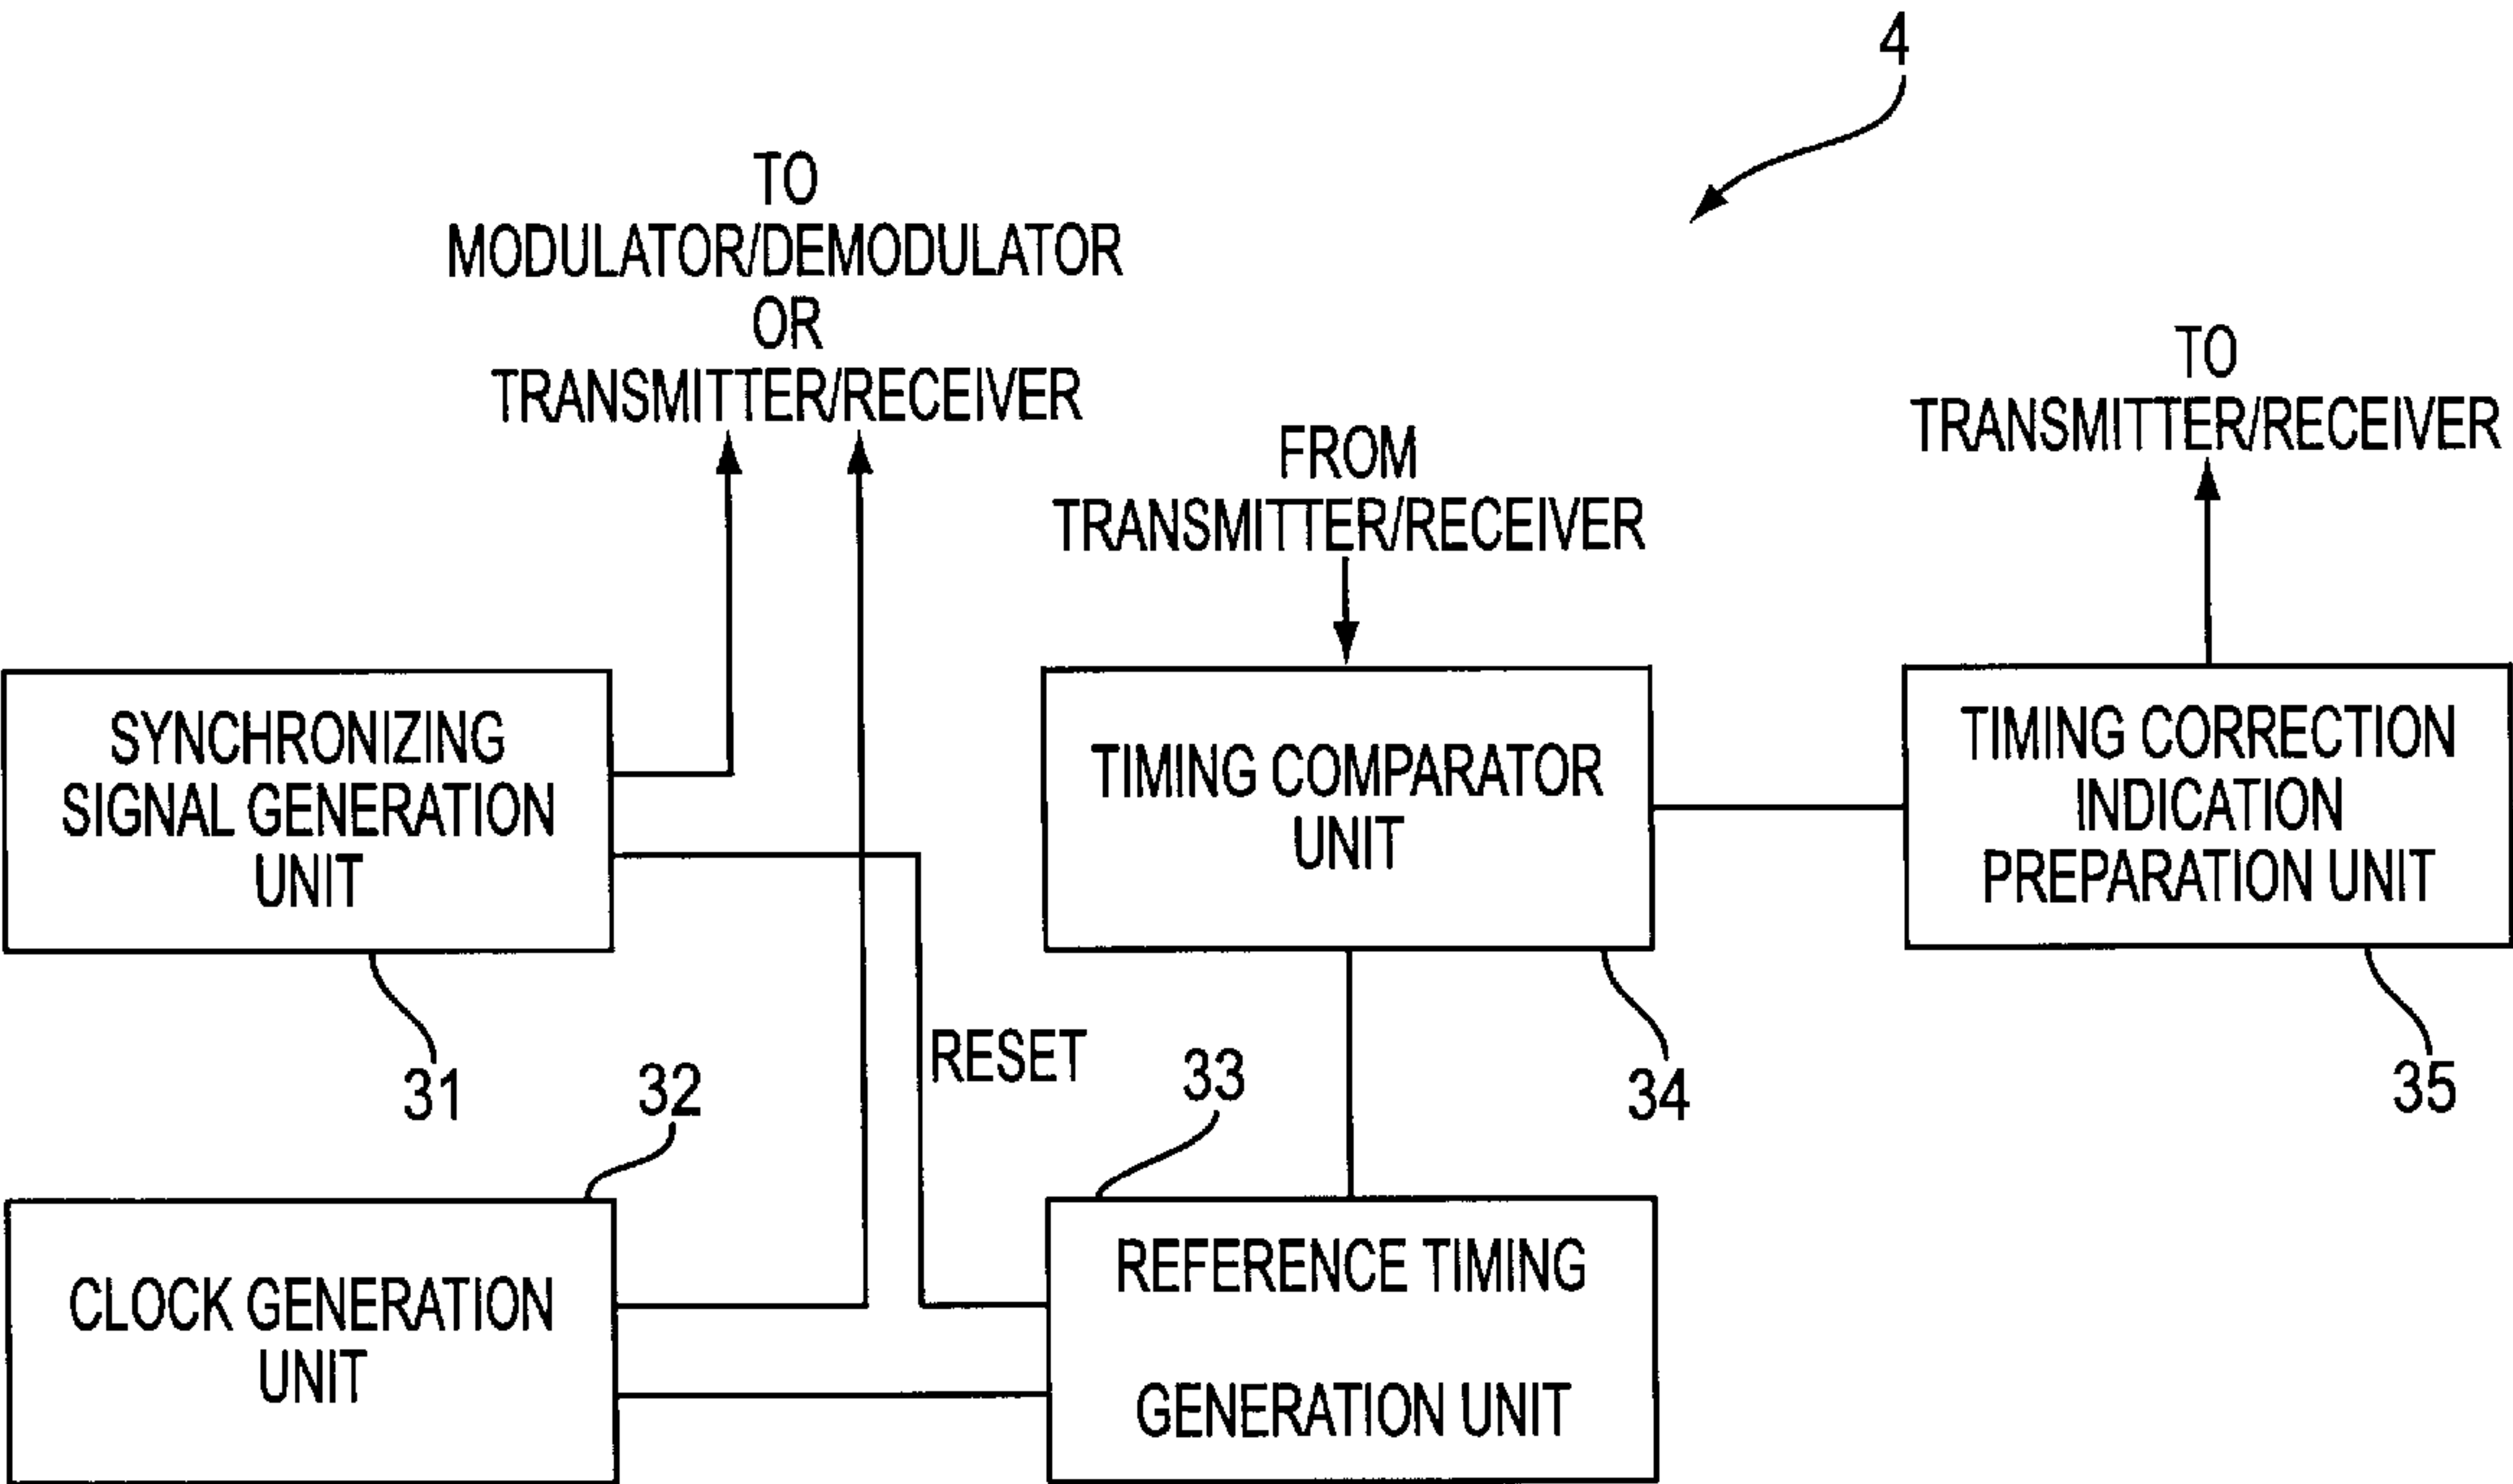 4
TO
MODULATOR/DEMODULATOR
OR
TRANSMITTER/RECEIVER
TO
TRANSMITTER/RECEIVER
FROM
TRANSMITTER/RECEIVER
SYNCHRONIZING
SIGNAL GENERATION
UNIT
TIMING COMPARATOR
UNIT
TIMING CORRECTION
INDICATION
PREPARATION UNIT
31
32
RESET
33
34
35
CLOCK GENERATION
UNIT
REFERENCE TIMING
GENERATION UNIT